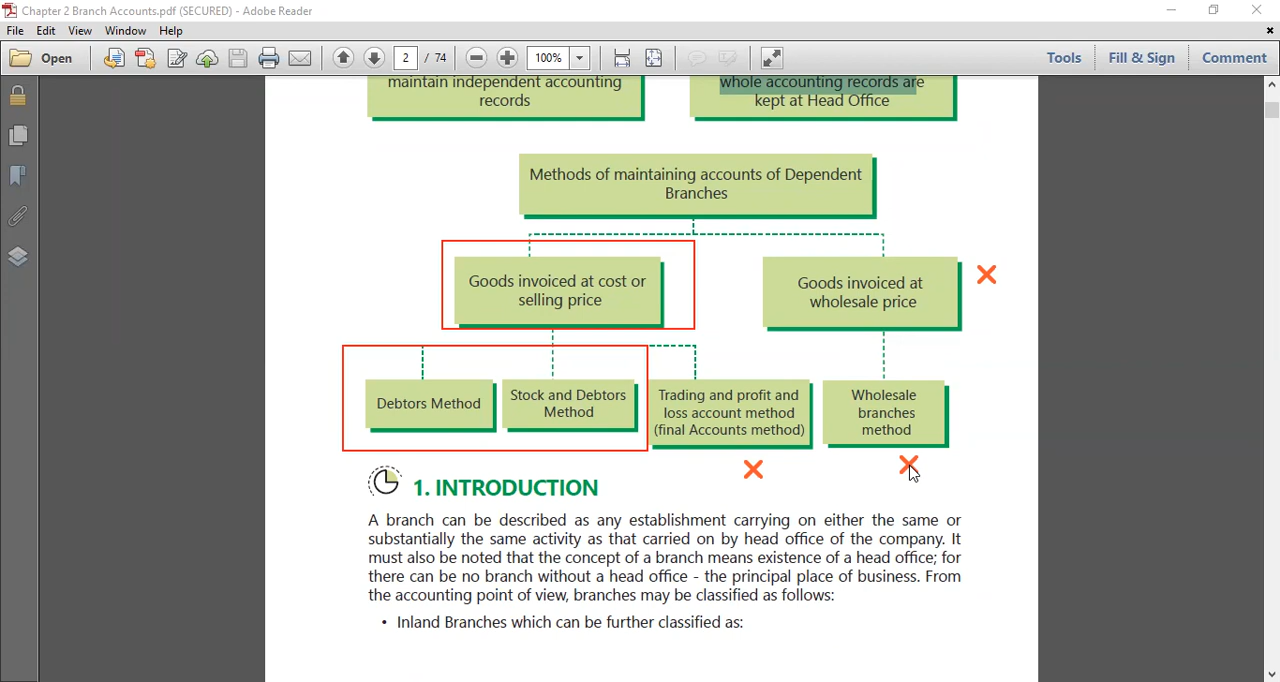 Chapter 2 Branch Accounts.pdf (SECURED) - Adobe Reader
File Edit View Window Help
Open 2 / 74 100% Tools Fill & Sign Comment
maintain independent accounting
records
whole accounting records are
kept at Head Office
Methods of maintaining accounts of Dependent
Branches
Goods invoiced at cost or
selling price
Goods invoiced at
wholesale price
Debtors Method
Stock and Debtors
Method
Trading and profit and
loss account method
(final Accounts method)
Wholesale
branches
method
1. INTRODUCTION
A branch can be described as any establishment carrying on either the same or
substantially the same activity as that carried on by head office of the company. It
must also be noted that the concept of a branch means existence of a head office; for
there can be no branch without a head office - the principal place of business. From
the accounting point of view, branches may be classified as follows:
• Inland Branches which can be further classified as: